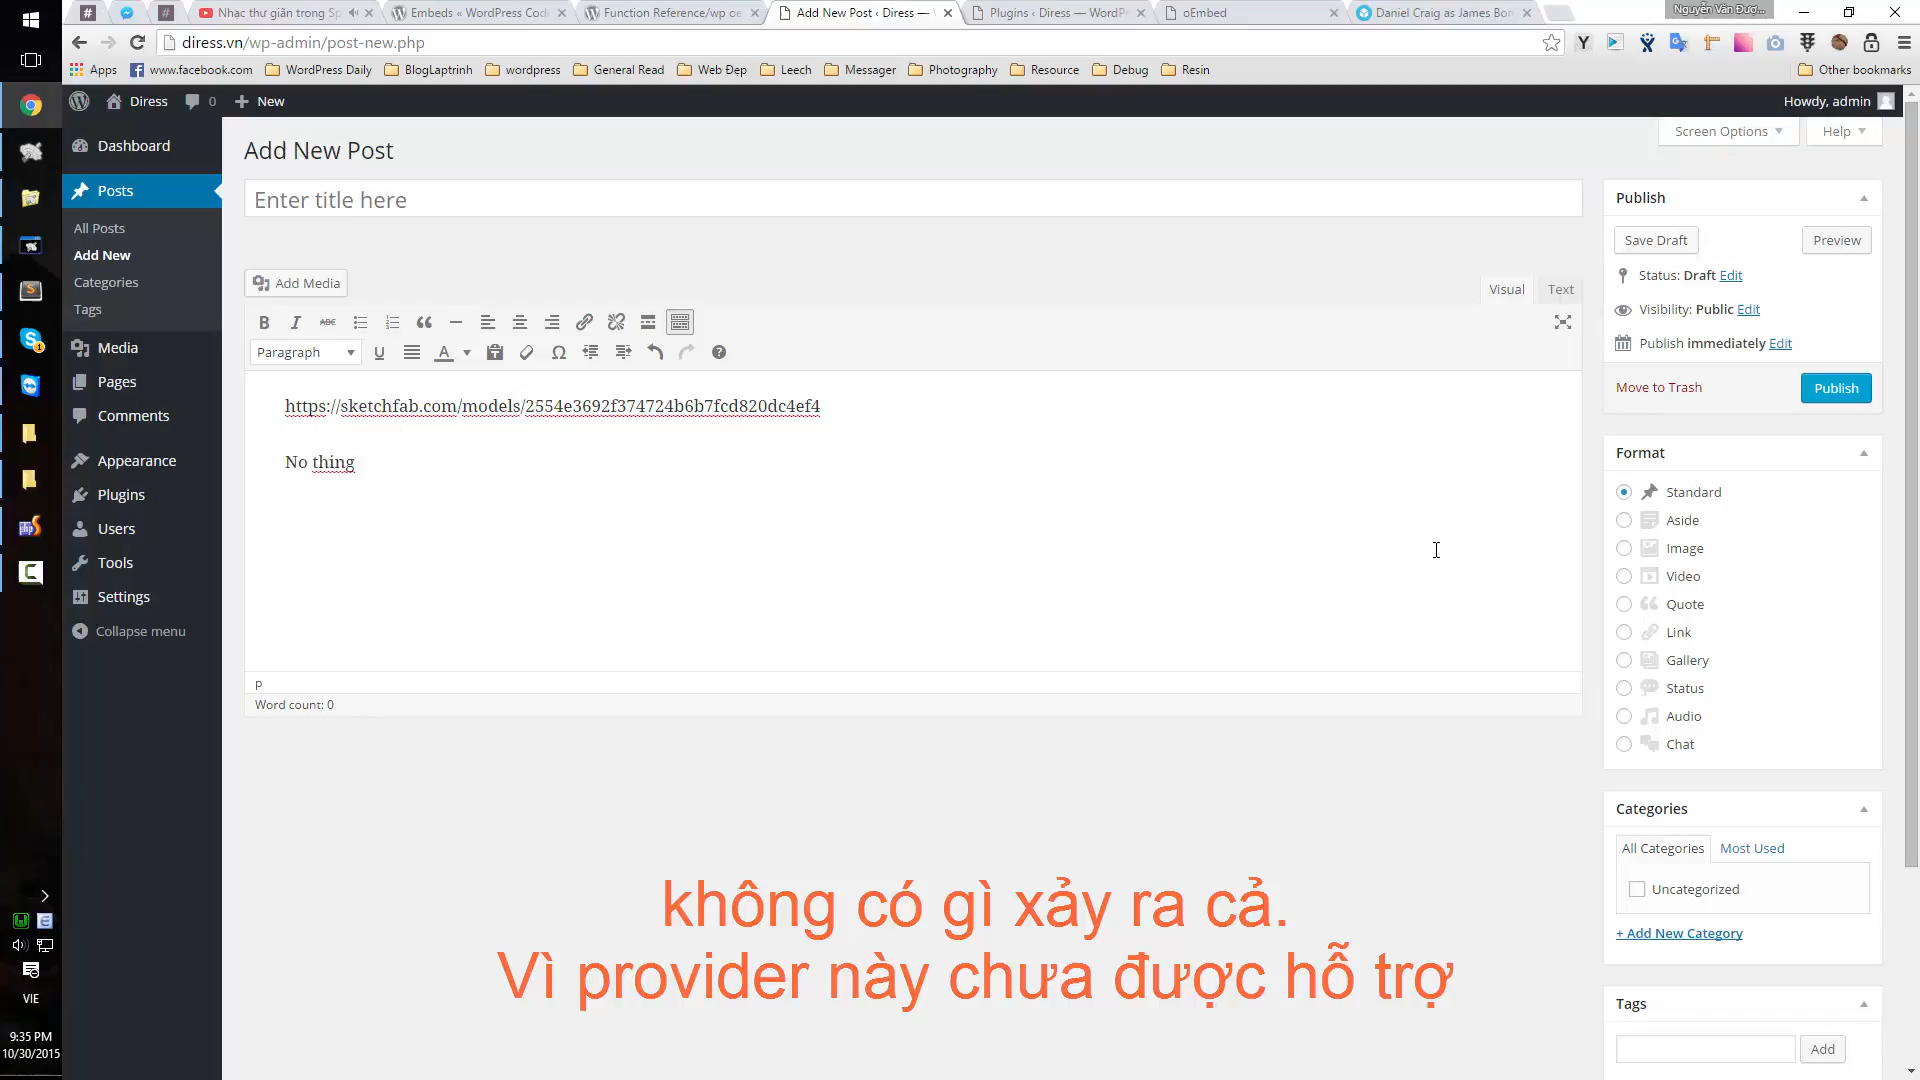 Nhạc thư giãn trong Sp
Embeds « WordPress Cod
Function Reference/wp oe
Add New Post ‹ Diress —
Plugins ‹ Diress — WordP
oEmbed
Daniel Craig as James Bon
Nguyễn Văn Đượ...
diress.vn/wp-admin/post-new.php
Apps
www.facebook.com
WordPress Daily
BlogLaptrinh
wordpress
General Read
Web Đẹp
Leech
Messager
Photography
Resource
Debug
Resin
Other bookmarks
Diress
0
New
Howdy, admin
Screen Options
Help
Dashboard
Posts
All Posts
Add New
Categories
Tags
Media
Pages
Comments
Appearance
Plugins
Users
Tools
Settings
Collapse menu
Add New Post
Enter title here
Add Media
Visual
Text
Paragraph
https://sketchfab.com/models/2554e3692f374724b6b7fcd820dc4ef4
No thing
p
Word count: 0
Publish
Save Draft
Preview
Status: Draft Edit
Visibility: Public Edit
Publish immediately Edit
Move to Trash
Publish
Format
Standard
Aside
Image
Video
Quote
Link
Gallery
Status
Audio
Chat
Categories
All Categories
Most Used
Uncategorized
+ Add New Category
Tags
Add
không có gì xảy ra cả.
Vì provider này chưa được hỗ trợ
VIE
9:35 PM
10/30/2015